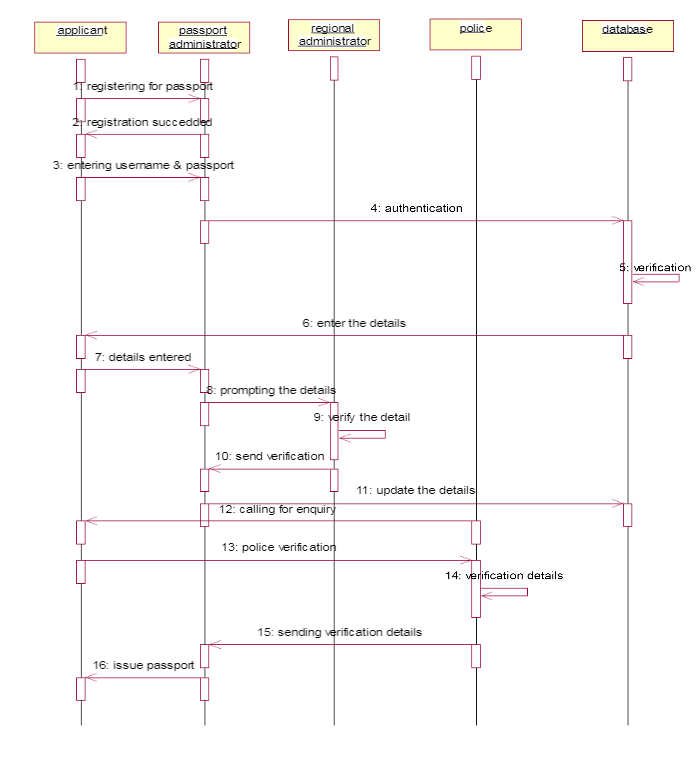 applicant
passport
administrator
regional
administrator
police
database
1: registering for passport
2: registration succedded
3: entering username & passport
4: authentication
5: verification
6: enter the details
7: details entered
8: prompting the details
9: verify the detail
10: send verification
11: update the details
12: calling for enquiry
13: police verification
14: verification details
15: sending verification details
16: issue passport